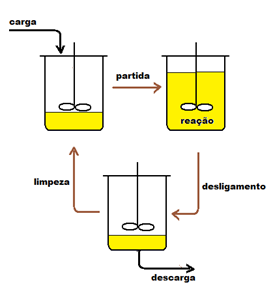 carga
partida
reação
limpeza
desligamento
descarga